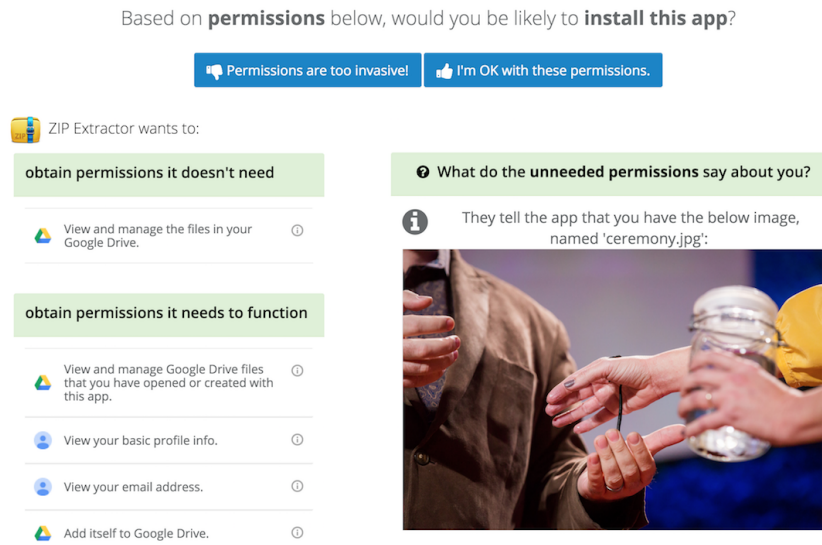 Based on permissions below, would you be likely to install this app?
Permissions are too invasive!
I'm OK with these permissions.
ZIP
ZIP Extractor wants to:
obtain permissions it doesn't need
View and manage the files in your
Google Drive.
obtain permissions it needs to function
View and manage Google Drive files
that you have opened or created with
this app.
View your basic profile info.
View your email address.
Add itself to Google Drive.
What do the unneeded permissions say about you?
They tell the app that you have the below image,
named 'ceremony.jpg':